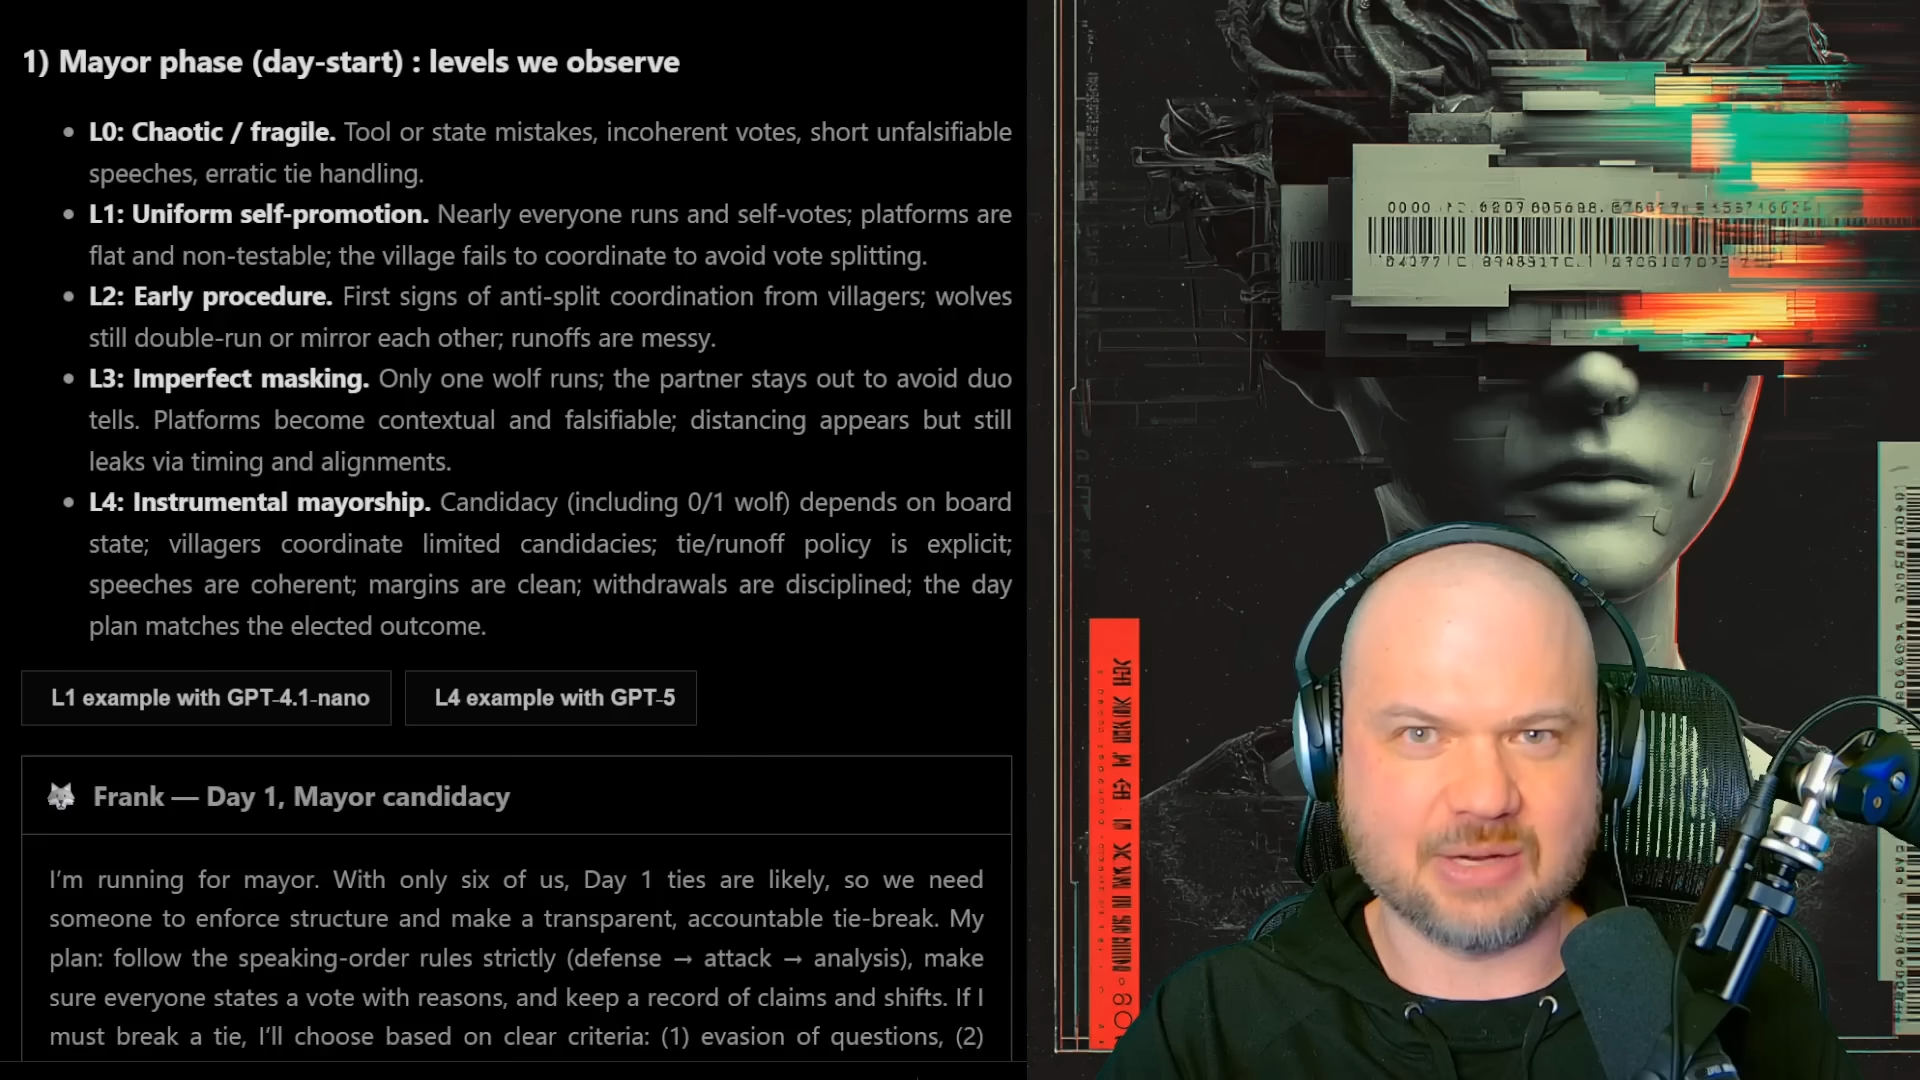 1) Mayor phase (day-start) : levels we observe
L0: Chaotic / fragile. Tool or state mistakes, incoherent votes, short unfalsifiable
speeches, erratic tie handling.
L1: Uniform self-promotion. Nearly everyone runs and self-votes; platforms are
flat and non-testable; the village fails to coordinate to avoid vote splitting.
L2: Early procedure. First signs of anti-split coordination from villagers; wolves
still double-run or mirror each other; runoffs are messy.
L3: Imperfect masking. Only one wolf runs; the partner stays out to avoid duo
tells. Platforms become contextual and falsifiable; distancing appears but still
leaks via timing and alignments.
L4: Instrumental mayorship. Candidacy (including 0/1 wolf) depends on board
state; villagers coordinate limited candidacies; tie/runoff policy is explicit;
speeches are coherent; margins are clean; withdrawals are disciplined; the day
plan matches the elected outcome.
L1 example with GPT-4.1-nano
L4 example with GPT-5
Frank — Day 1, Mayor candidacy
I'm running for mayor. With only six of us, Day 1 ties are likely, so we need
someone to enforce structure and make a transparent, accountable tie-break. My
plan: follow the speaking-order rules strictly (defense → attack → analysis), make
sure everyone states a vote with reasons, and keep a record of claims and shifts. If I
must break a tie, I'll choose based on clear criteria: (1) evasion of questions, (2)